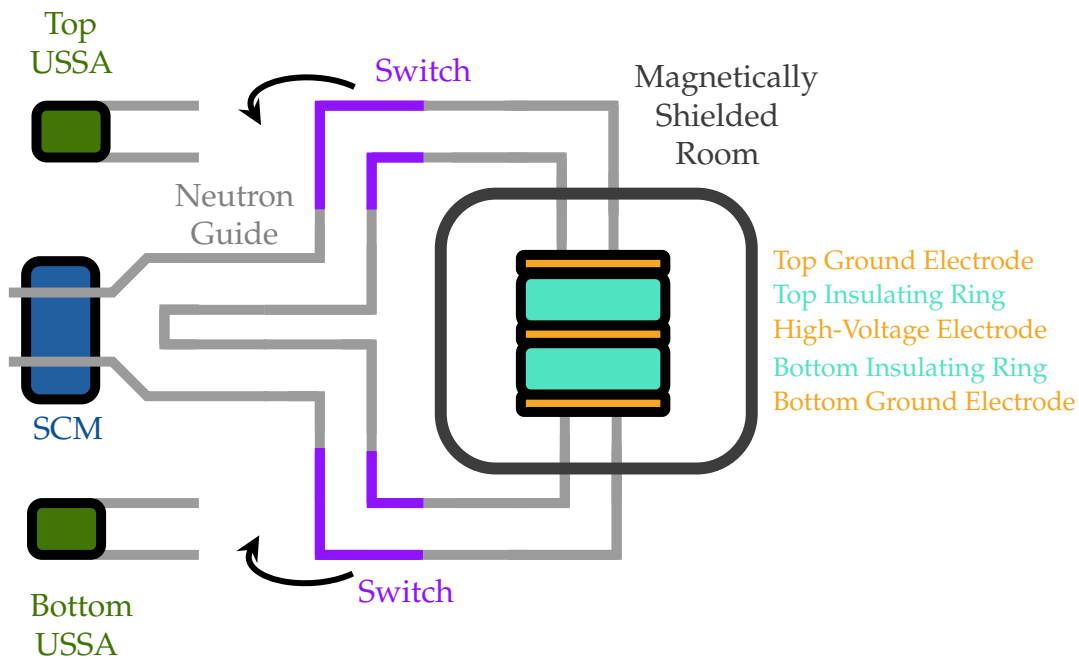 Top
USSA
Switch
Magnetically
Shielded
Room
Neutron
Guide
Top Ground Electrode
Top Insulating Ring
High-Voltage Electrode
Bottom Insulating Ring
Bottom Ground Electrode
SCM
Switch
Bottom
USSA